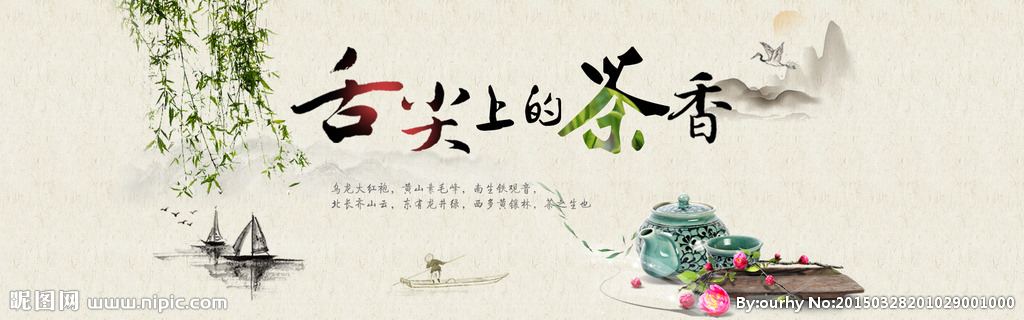 舌尖上的茶香
乌龙大红袍，黄山素毛峰，南生铁观音，
北长齐山云，东有龙井绿，西多黄镍林，茶之生也
昵图网 www.nipic.com
By:ourhy No:20150328201029001000